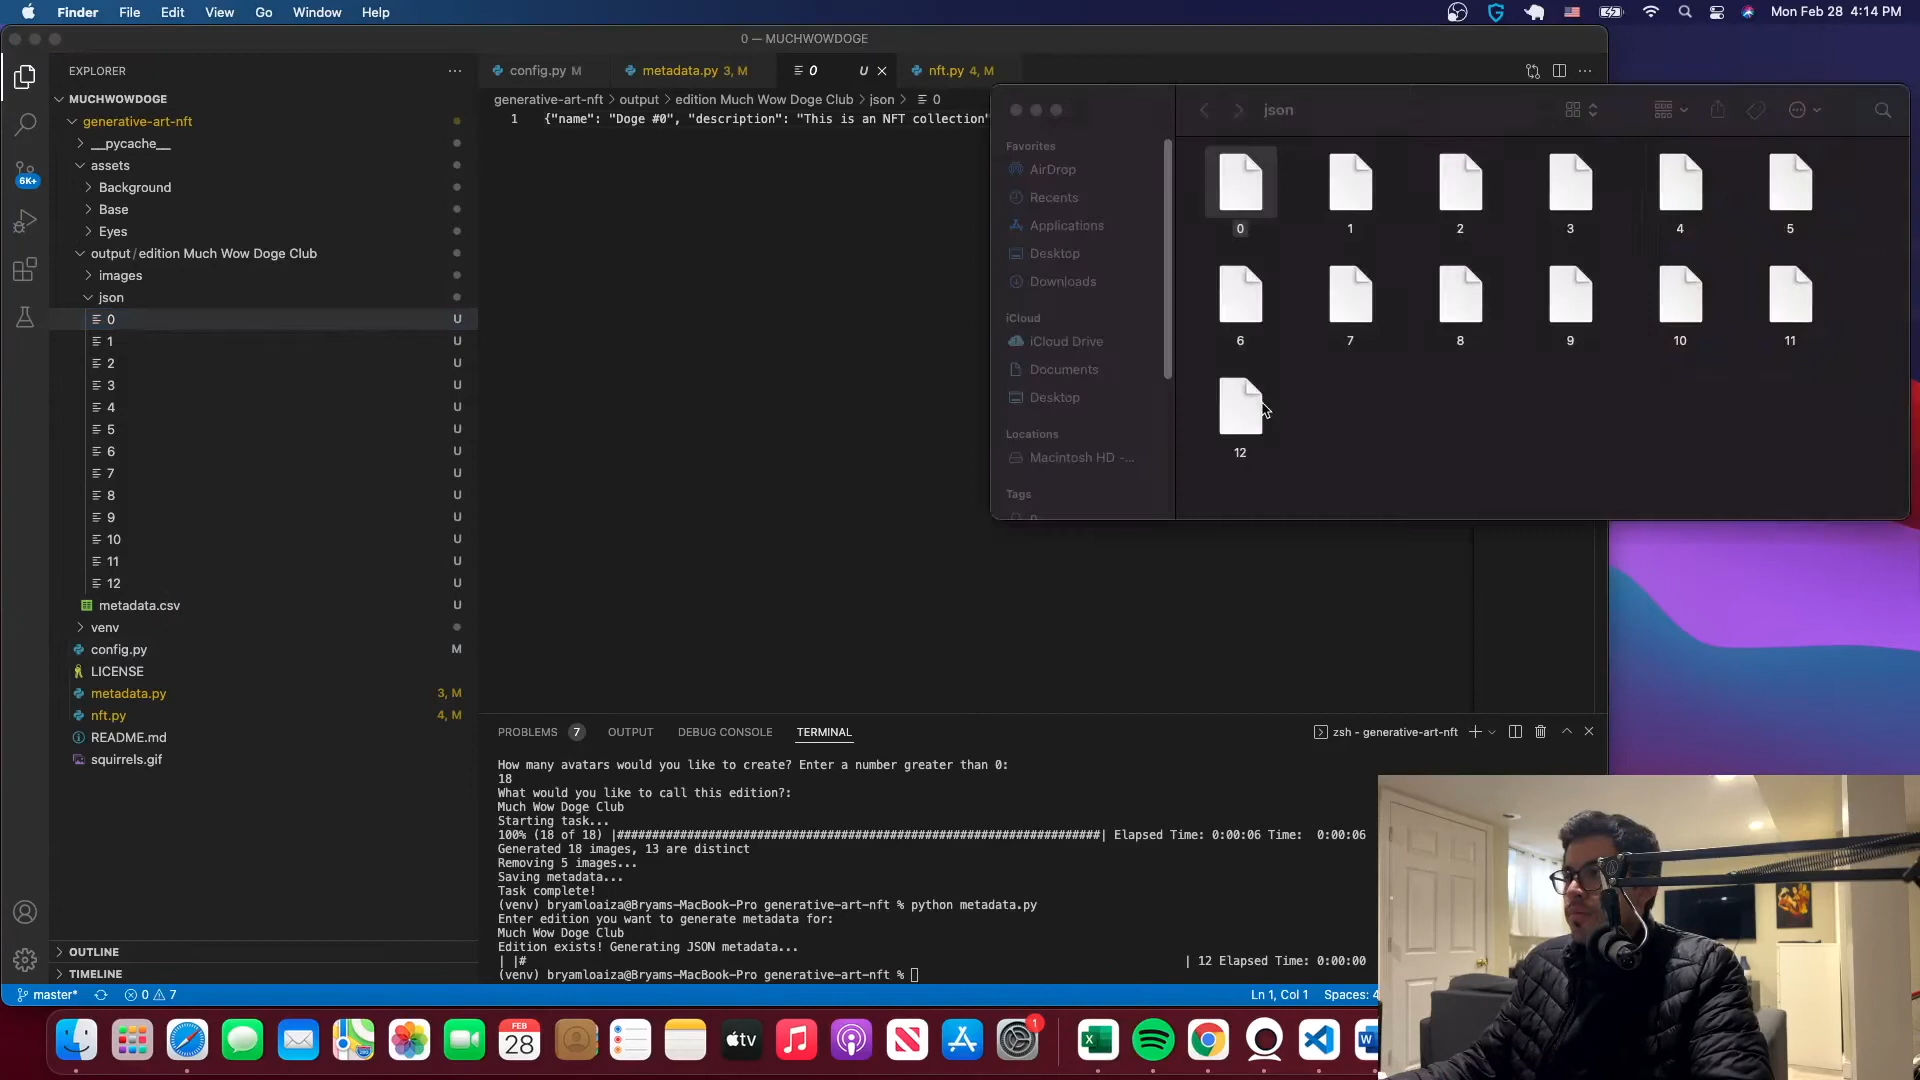 Finder File Edit View Go Window Help
Mon Feb 28 4:14 PM
0 — MUCHWOWDOGE
EXPLORER
MUCHWOWDOGE
generative-art-nft
__pycache__
assets
Background
Base
Eyes
output/edition Much Wow Doge Club
images
json
0 U
1 U
2 U
3 U
4 U
5 U
6 U
7 U
8 U
9 U
10 U
11 U
12 U
metadata.csv U
venv
config.py M
LICENSE
metadata.py 3, M
nft.py 4, M
README.md
squirrels.gif
OUTLINE
TIMELINE
6K+
config.py M metadata.py 3, M 0 U nft.py 4, M
generative-art-nft > output > edition Much Wow Doge Club > json > 0
1 {"name": "Doge #0", "description": "This is an NFT collection"
json
Favorites
AirDrop
Recents
Applications
Desktop
Downloads
iCloud
iCloud Drive
Documents
Desktop
Locations
Macintosh HD -...
Tags
0 1 2 3 4 5
6 7 8 9 10 11
12
PROBLEMS 7 OUTPUT DEBUG CONSOLE TERMINAL
zsh - generative-art-nft
How many avatars would you like to create? Enter a number greater than 0:
18
What would you like to call this edition?:
Much Wow Doge Club
Starting task...
100% (18 of 18) |####################################################################| Elapsed Time: 0:00:06 Time:  0:00:06
Generated 18 images, 13 are distinct
Removing 5 images...
Saving metadata...
Task complete!
(venv) bryamloaiza@Bryams-MacBook-Pro generative-art-nft % python metadata.py
Enter edition you want to generate metadata for:
Much Wow Doge Club
Edition exists! Generating JSON metadata...
| |# | 12 Elapsed Time: 0:00:00
(venv) bryamloaiza@Bryams-MacBook-Pro generative-art-nft %
master* 0 7
Ln 1, Col 1 Spaces: 4
FEB
28
tv
1